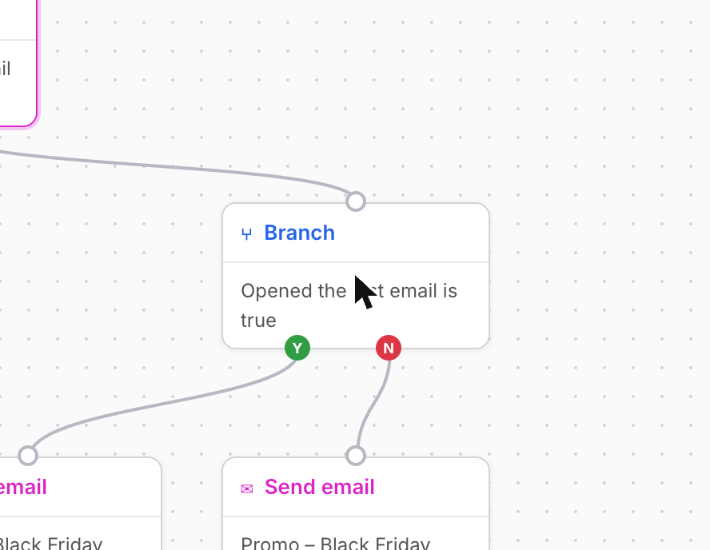 il
Branch
Opened the email is
true
Y
N
email
Send email
Black Friday
Promo – Black Friday